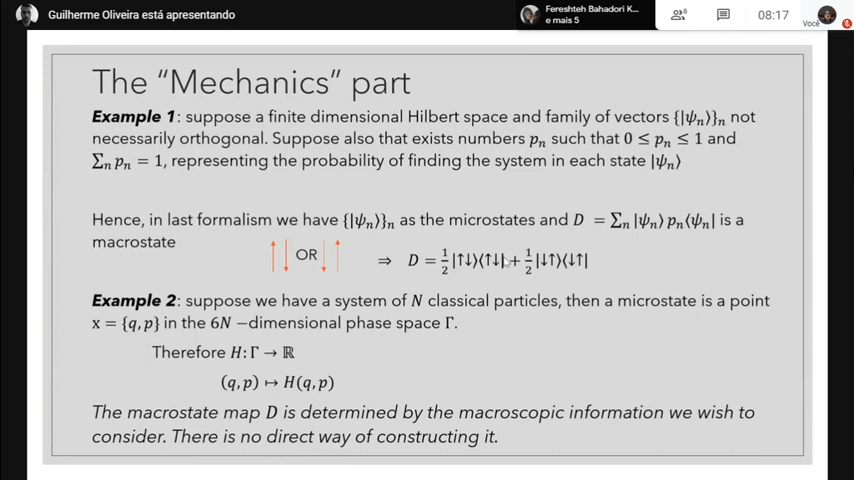 Guilherme Oliveira está apresentando
Fereshteh Bahadori K...
e mais 5
8
08:17
Você
The “Mechanics” part
Example 1: suppose a finite dimensional Hilbert space and family of vectors {|ψₙ⟩}ₙ not
necessarily orthogonal. Suppose also that exists numbers pₙ such that 0 ≤ pₙ ≤ 1 and
∑ₙ pₙ = 1, representing the probability of finding the system in each state |ψₙ⟩
Hence, in last formalism we have {|ψₙ⟩}ₙ as the microstates and D = ∑ₙ |ψₙ⟩ pₙ⟨ψₙ| is a
macrostate
↑↓ OR ↓↑ ⇒ D = 1/2 |↑↓⟩⟨↑↓| + 1/2 |↓↑⟩⟨↓↑|
Example 2: suppose we have a system of N classical particles, then a microstate is a point
x = {q, p} in the 6N −dimensional phase space Γ.
Therefore H: Γ → ℝ
(q, p) ↦ H(q, p)
The macrostate map D is determined by the macroscopic information we wish to
consider. There is no direct way of constructing it.